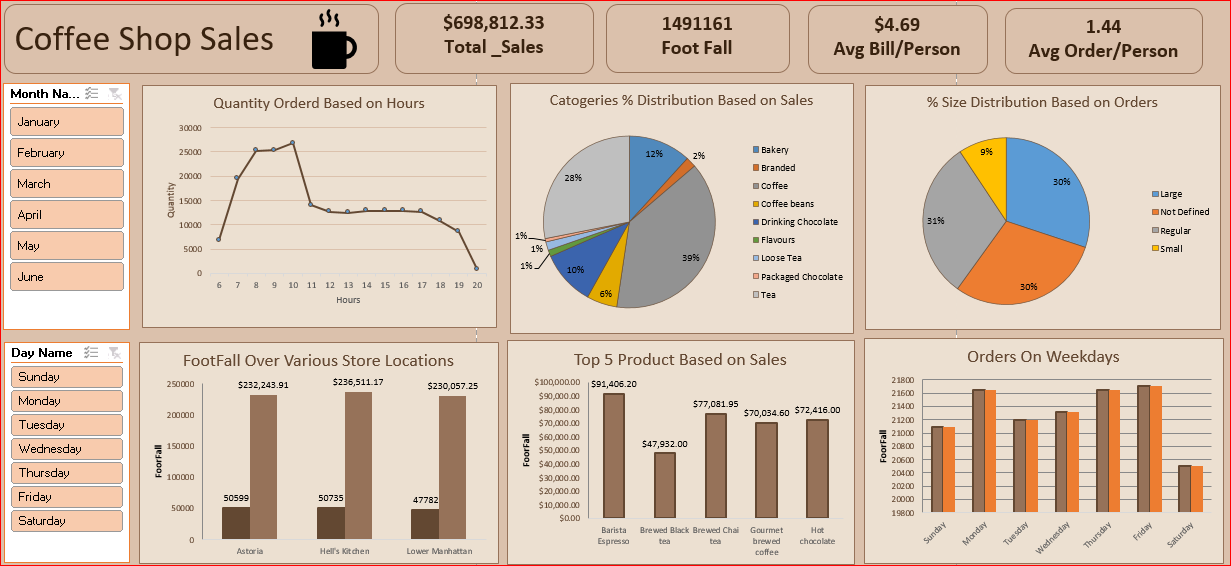 Coffee Shop Sales
$698,812.33
Total _Sales
1491161
Foot Fall
$4.69
Avg Bill/Person
1.44
Avg Order/Person
Month Na...
January
February
March
April
May
June
Quantity Orderd Based on Hours
30000
25000
20000
15000
10000
5000
0
Quantity
6 7 8 9 10 11 12 13 14 15 16 17 18 19 20
Hours
Catogeries % Distribution Based on Sales
12%
2%
39%
6%
10%
1%
1%
1%
28%
Bakery
Branded
Coffee
Coffee beans
Drinking Chocolate
Flavours
Loose Tea
Packaged Chocolate
Tea
% Size Distribution Based on Orders
30%
30%
31%
9%
Large
Not Defined
Regular
Small
Day Name
Sunday
Monday
Tuesday
Wednesday
Thursday
Friday
Saturday
FootFall Over Various Store Locations
250000
200000
150000
100000
50000
0
FoorFall
$232,243.91
$236,511.17
$230,057.25
50599
50735
47782
Astoria
Hell's Kitchen
Lower Manhattan
Top 5 Product Based on Sales
$100,000.00
$90,000.00
$80,000.00
$70,000.00
$60,000.00
$50,000.00
$40,000.00
$30,000.00
$20,000.00
$10,000.00
$0.00
FoorFall
$91,406.20
$47,932.00
$77,081.95
$70,034.60
$72,416.00
Barista
Espresso
Brewed Black
tea
Brewed Chai
tea
Gourmet
brewed
coffee
Hot
chocolate
Orders On Weekdays
21800
21600
21400
21200
21000
20800
20600
20400
20200
20000
19800
FoorFall
Sunday
Monday
Tuesday
Wednesday
Thursday
Friday
Saturday